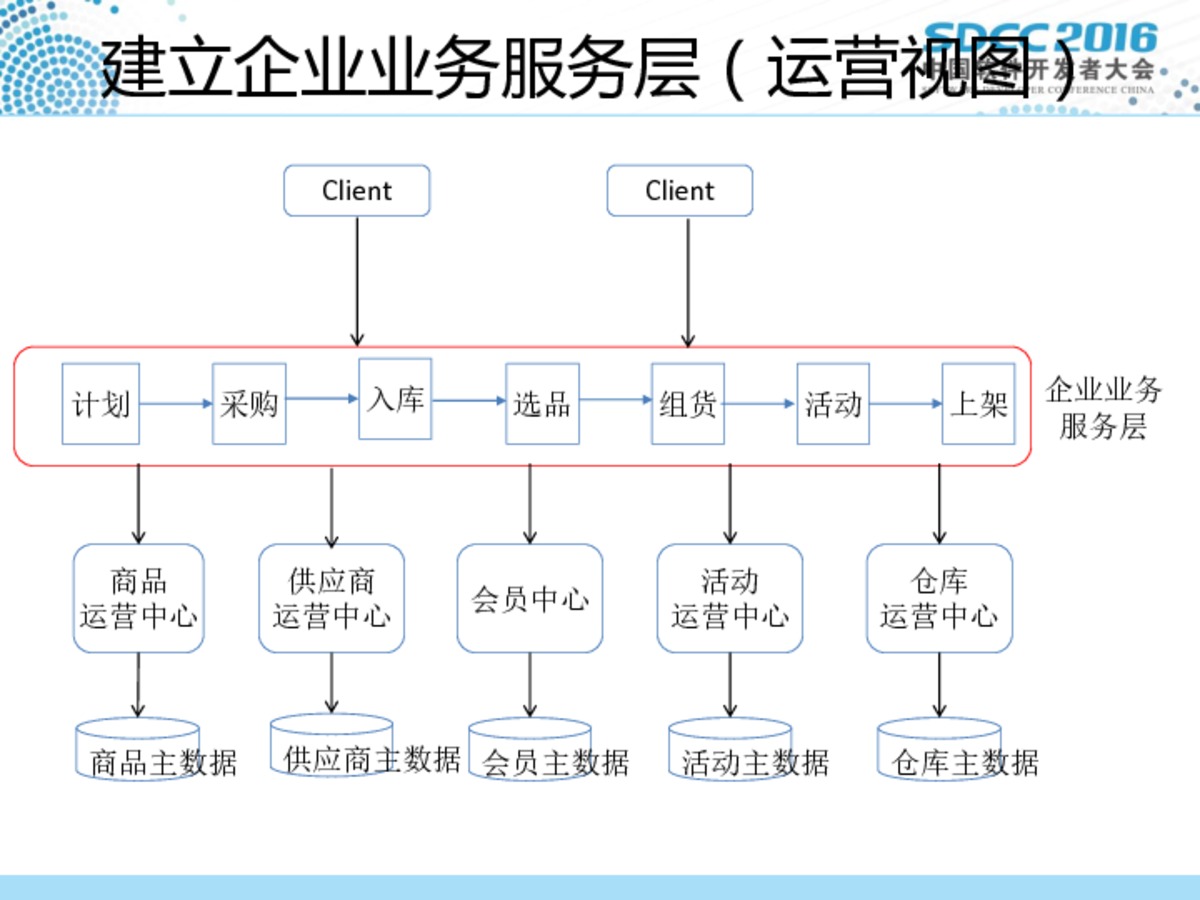 建立企业业务服务层（运营视图）
SDCC 2016
中国软件开发者大会
SOFTWARE DEVELOPER CONFERENCE CHINA
Client
Client
计划
采购
入库
选品
组货
活动
上架
企业业务
服务层
商品
运营中心
供应商
运营中心
会员中心
活动
运营中心
仓库
运营中心
商品主数据
供应商主数据
会员主数据
活动主数据
仓库主数据